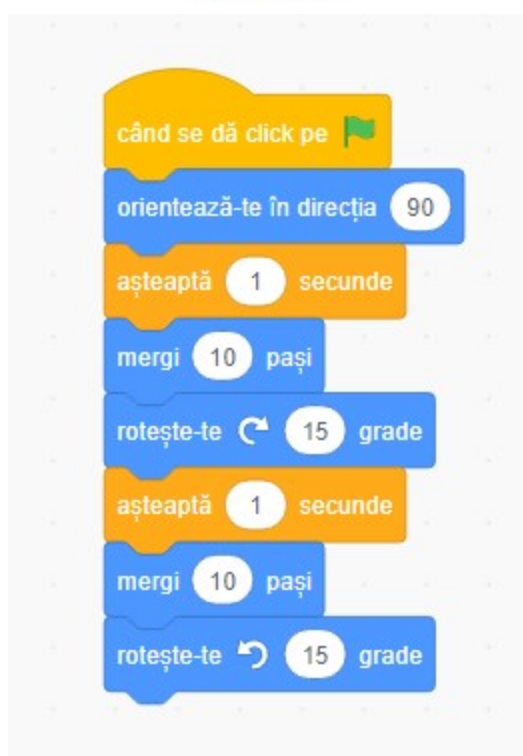 când se dă click pe
orientează-te în direcția 90
așteaptă 1 secunde
mergi 10 pași
rotește-te 15 grade
așteaptă 1 secunde
mergi 10 pași
rotește-te 15 grade